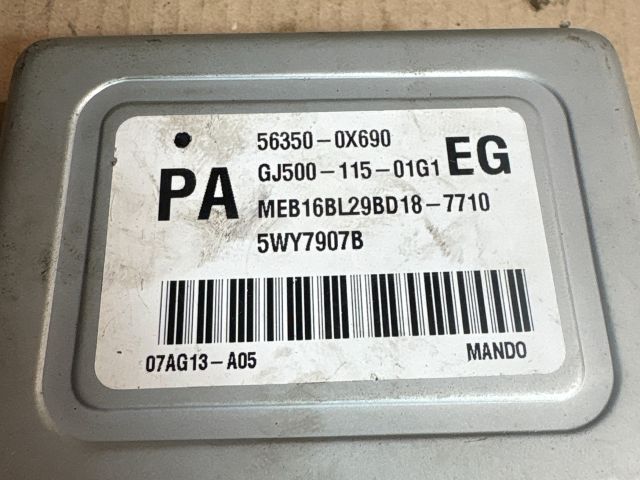 56350-0X690
PA GJ500-115-01G1 EG
MEB16BL29BD18-7710
5WY7907B
07AG13-A05 MANDO